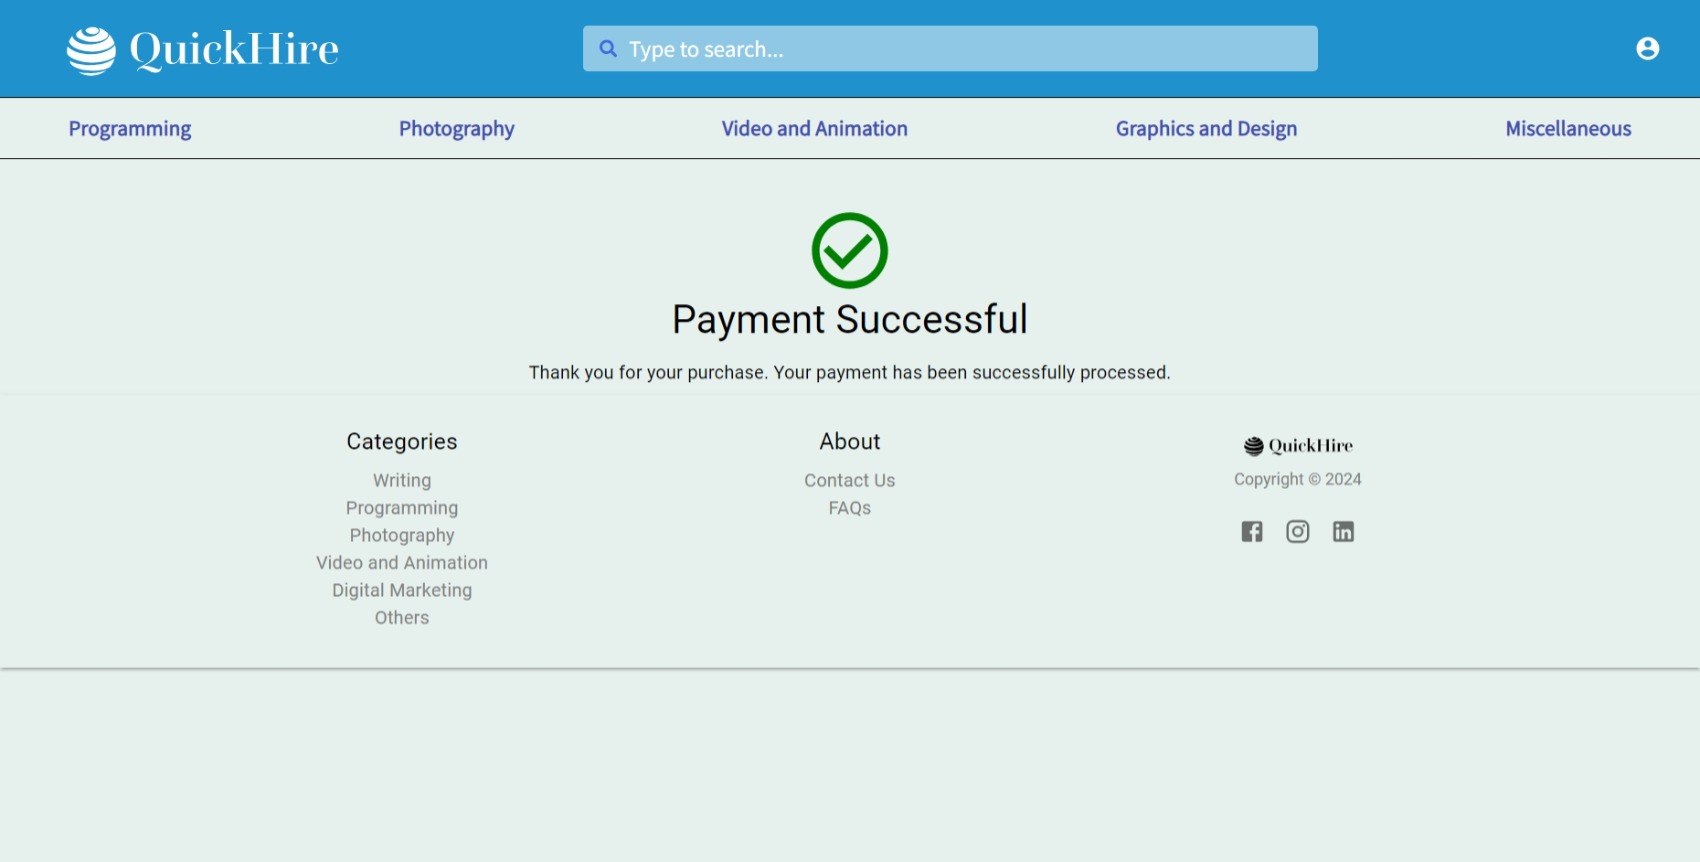 QuickHire
Type to search...
Programming
Photography
Video and Animation
Graphics and Design
Miscellaneous
Payment Successful
Thank you for your purchase. Your payment has been successfully processed.
Categories
Writing
Programming
Photography
Video and Animation
Digital Marketing
Others
About
Contact Us
FAQs
QuickHire
Copyright © 2024